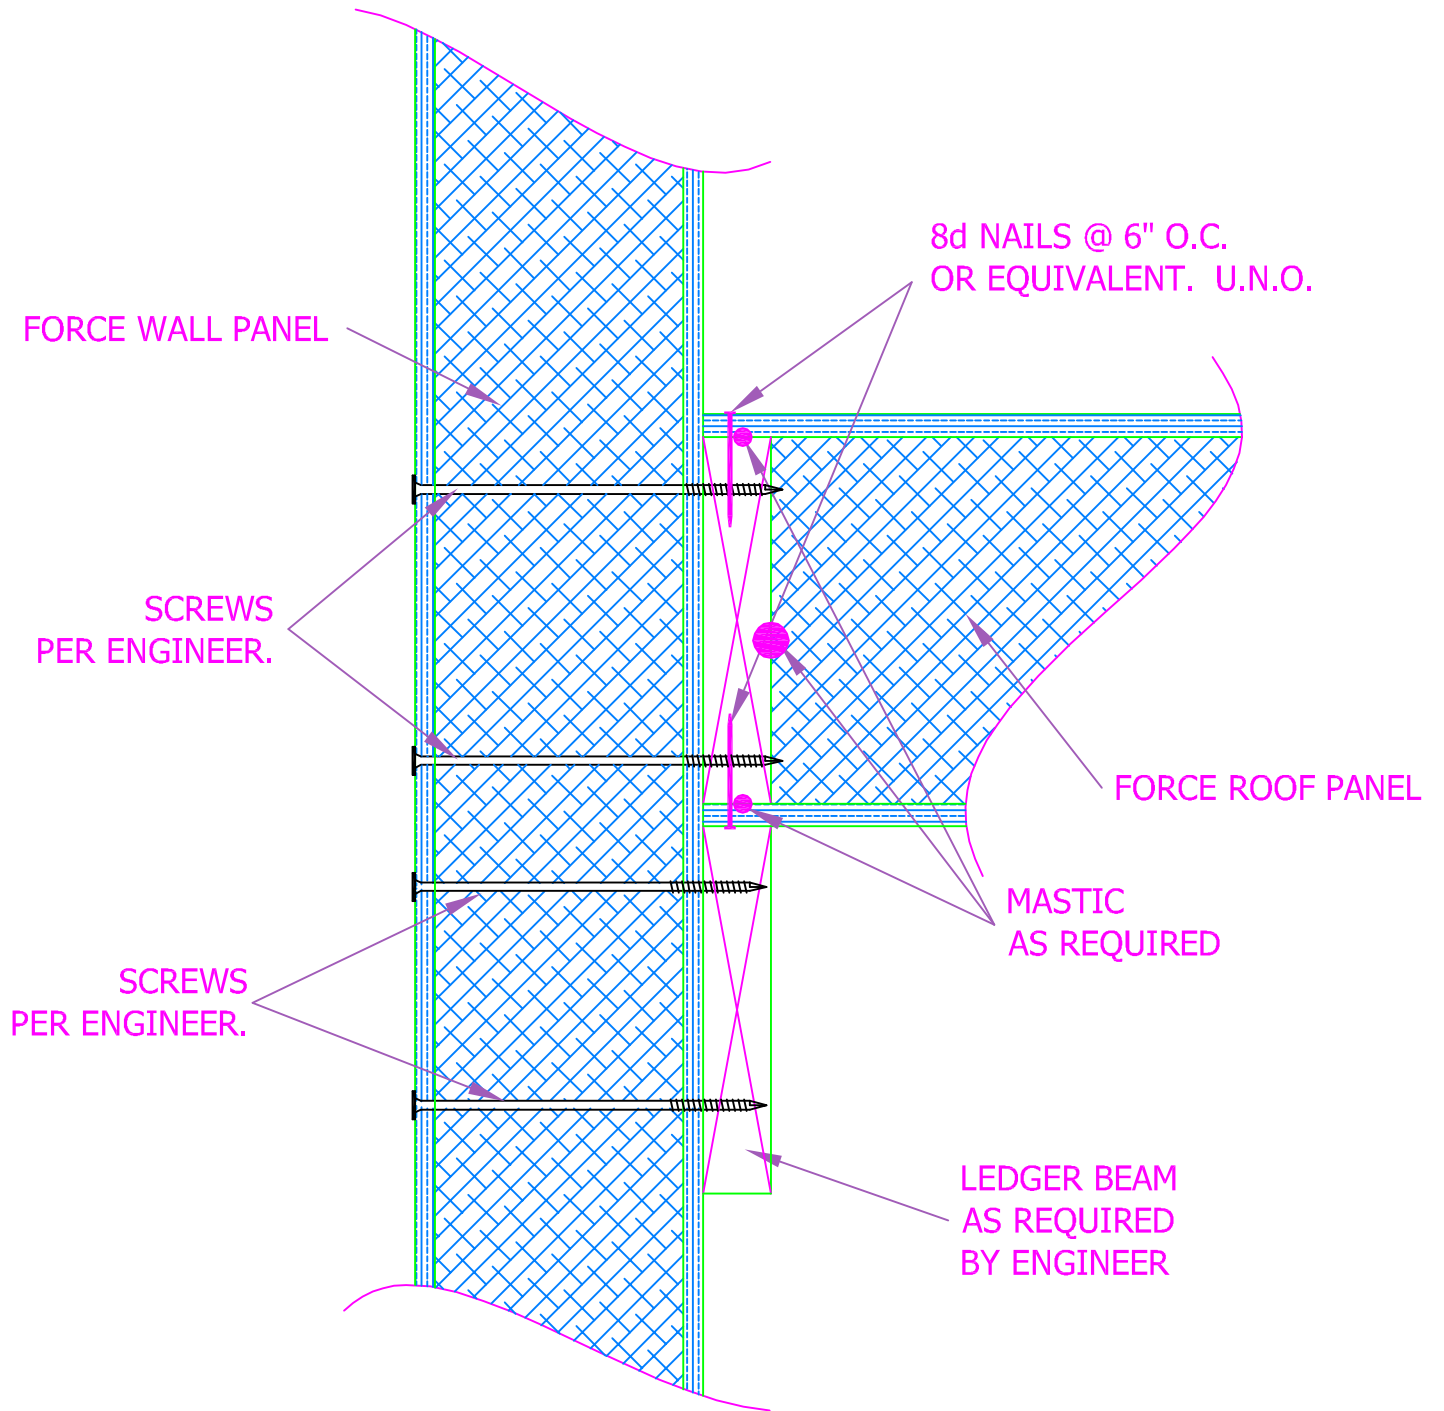 8d NAILS @ 6" O.C.
OR EQUIVALENT.  U.N.O.
FORCE WALL PANEL
SCREWS
PER ENGINEER.
FORCE ROOF PANEL
MASTIC
AS REQUIRED
SCREWS
PER ENGINEER.
LEDGER BEAM
AS REQUIRED
BY ENGINEER